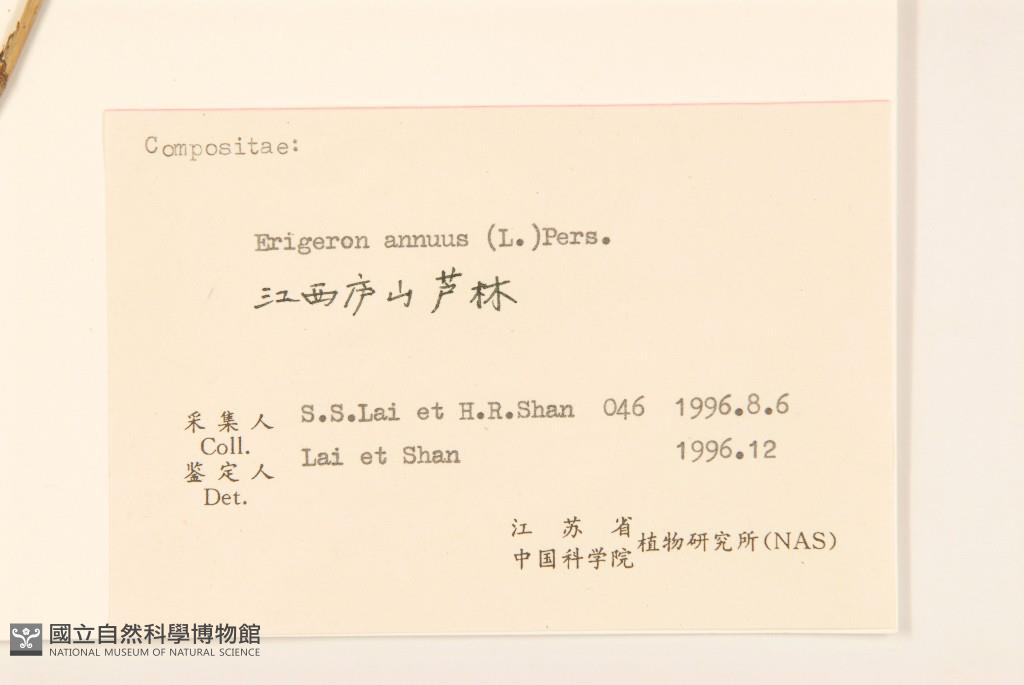 Compositae:
Erigeron annuus (L.)Pers.
江西庐山芦林
采集人 S.S.Lai et H.R.Shan 046 1996.8.6
Coll.
鉴定人 Lai et Shan 1996.12
Det.
江苏省
中国科学院 植物研究所(NAS)
國立自然科學博物館
NATIONAL MUSEUM OF NATURAL SCIENCE